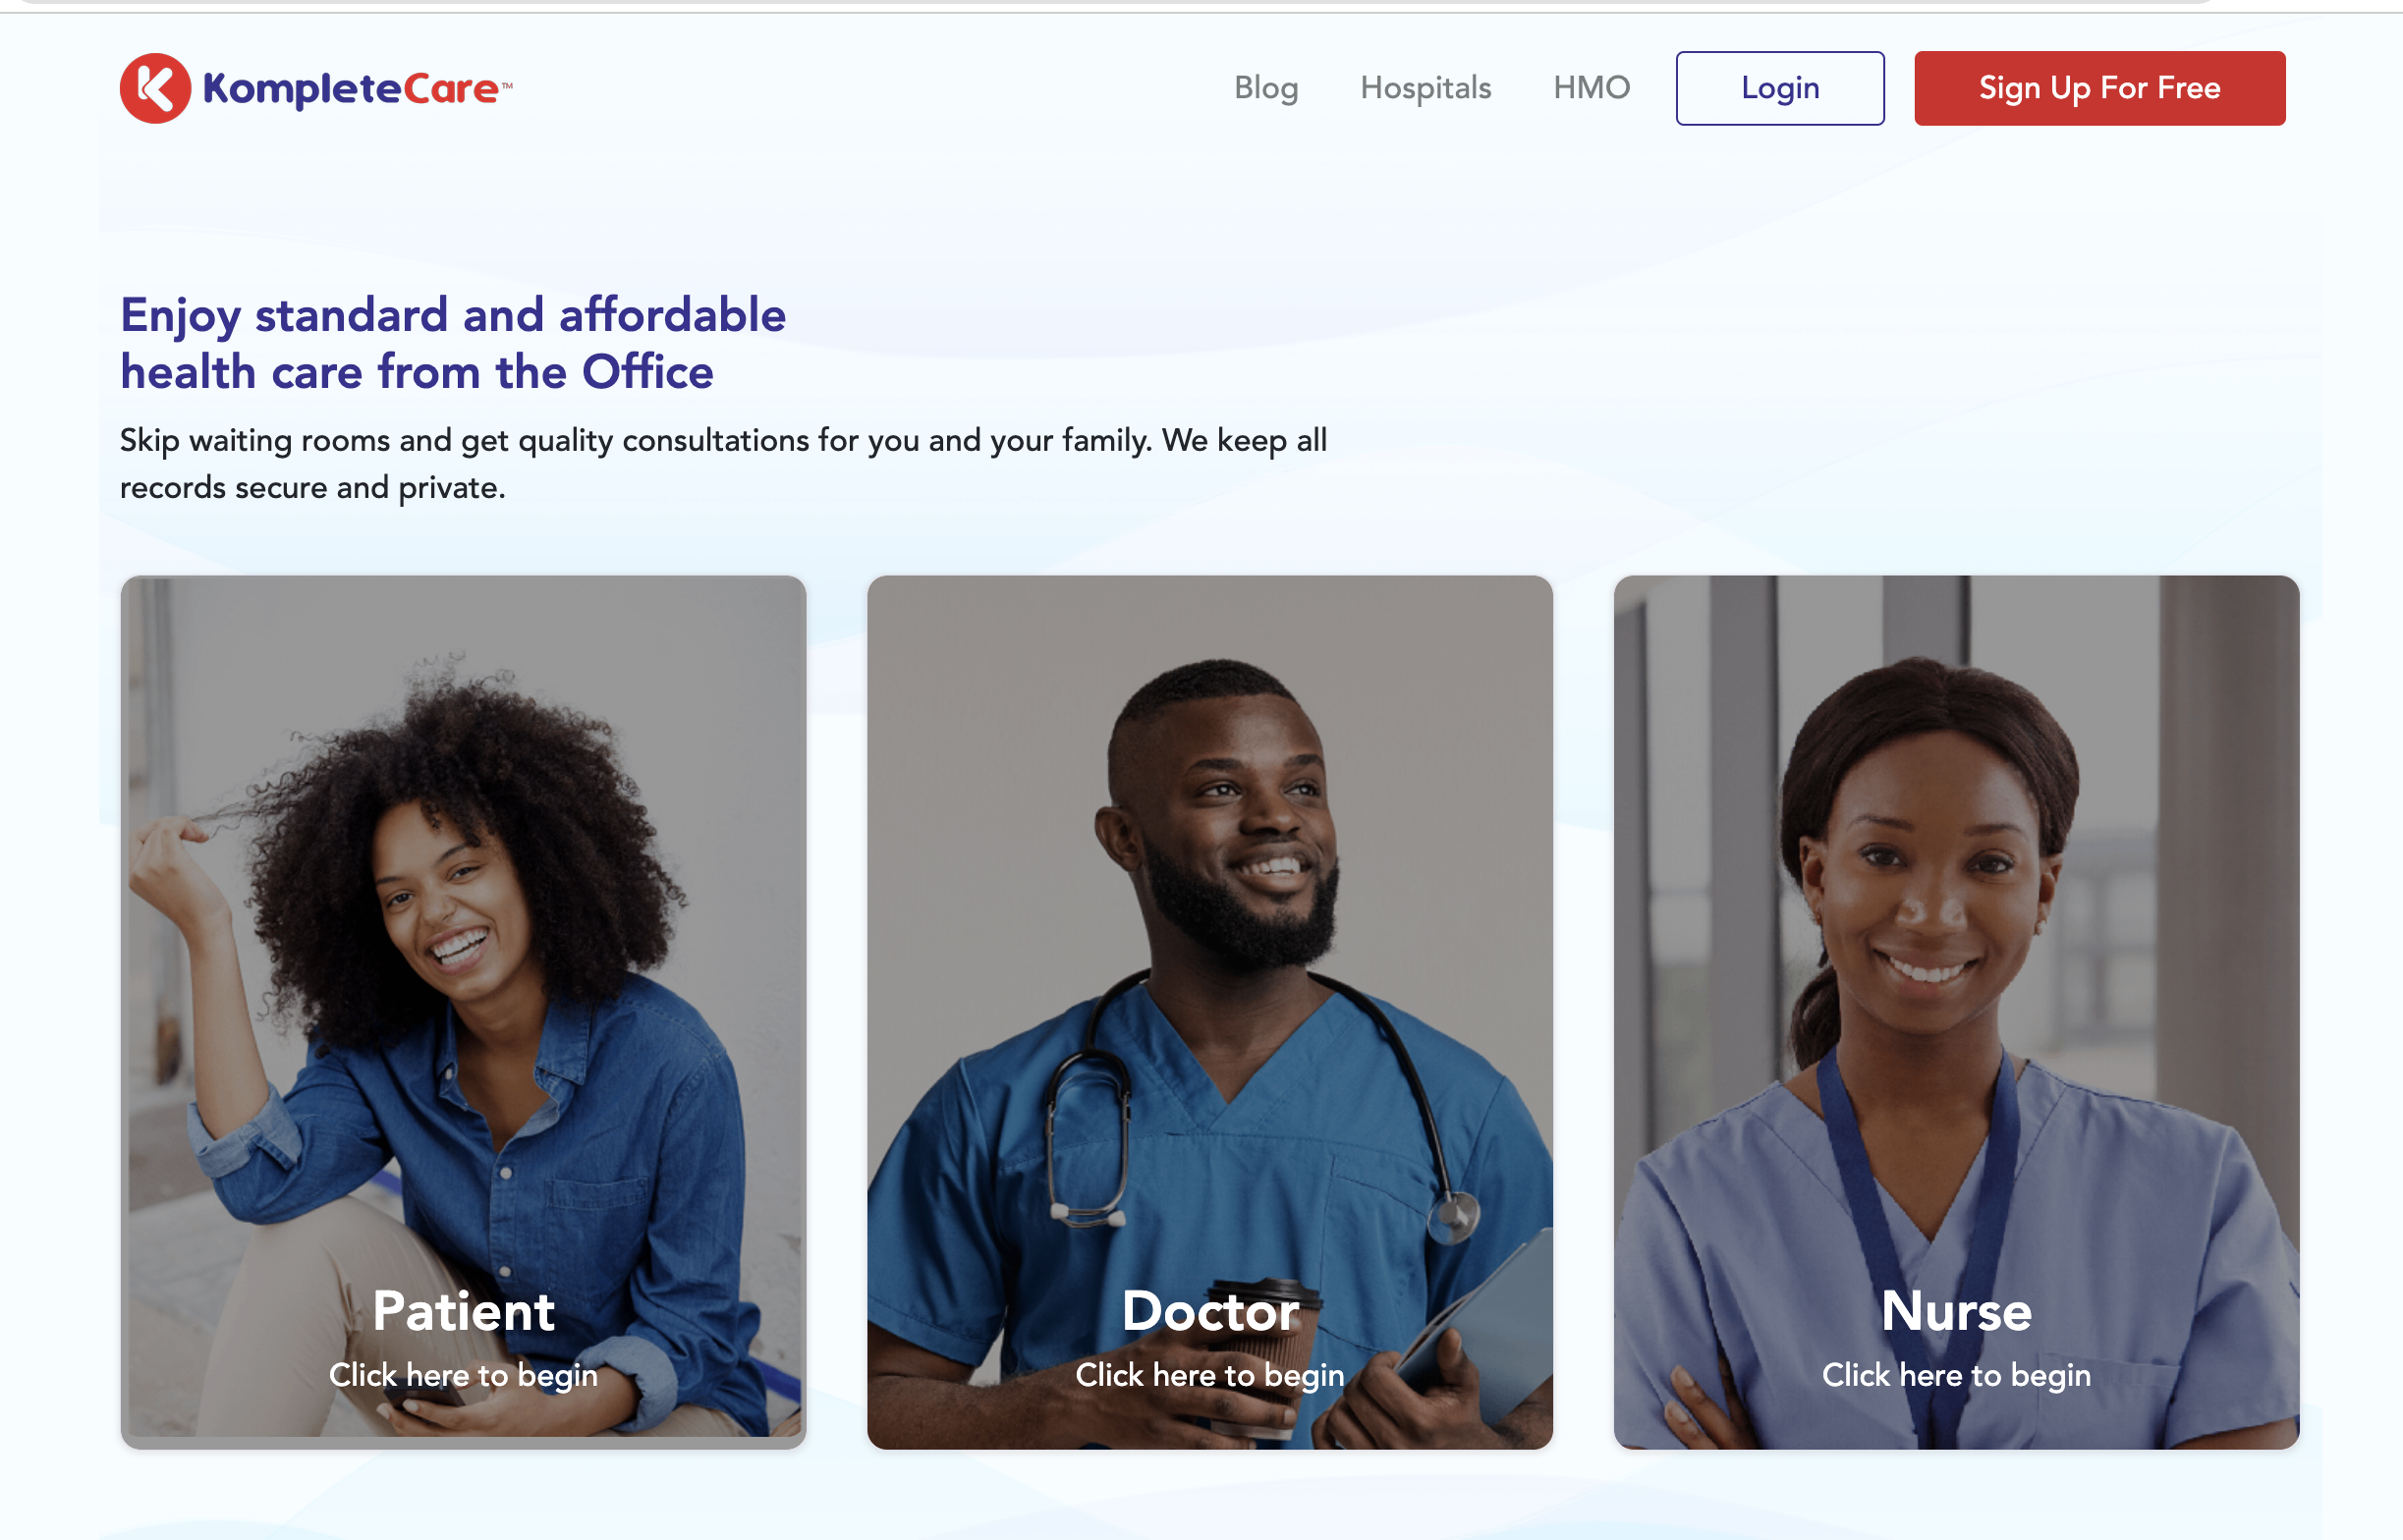 KompleteCare™
Blog
Hospitals
HMO
Login
Sign Up For Free
Enjoy standard and affordable
health care from the Office
Skip waiting rooms and get quality consultations for you and your family. We keep all
records secure and private.
Patient
Click here to begin
Doctor
Click here to begin
Nurse
Click here to begin